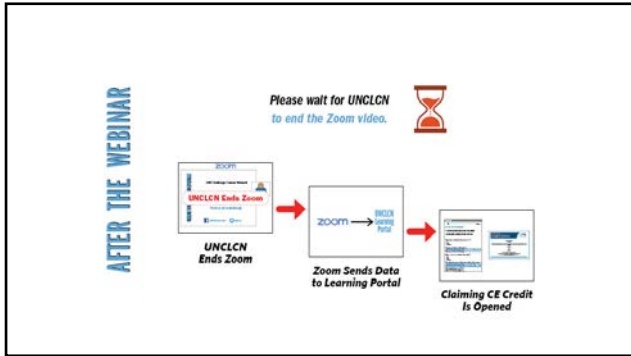 AFTER THE WEBINAR
Please wait for UNCLCN
to end the Zoom video.
zoom
UNCLCN Ends Zoom
UNCLCN
Ends Zoom
zoom
UNCLCN
Learning
Portal
Zoom Sends Data
to Learning Portal
Claiming CE Credit
Is Opened